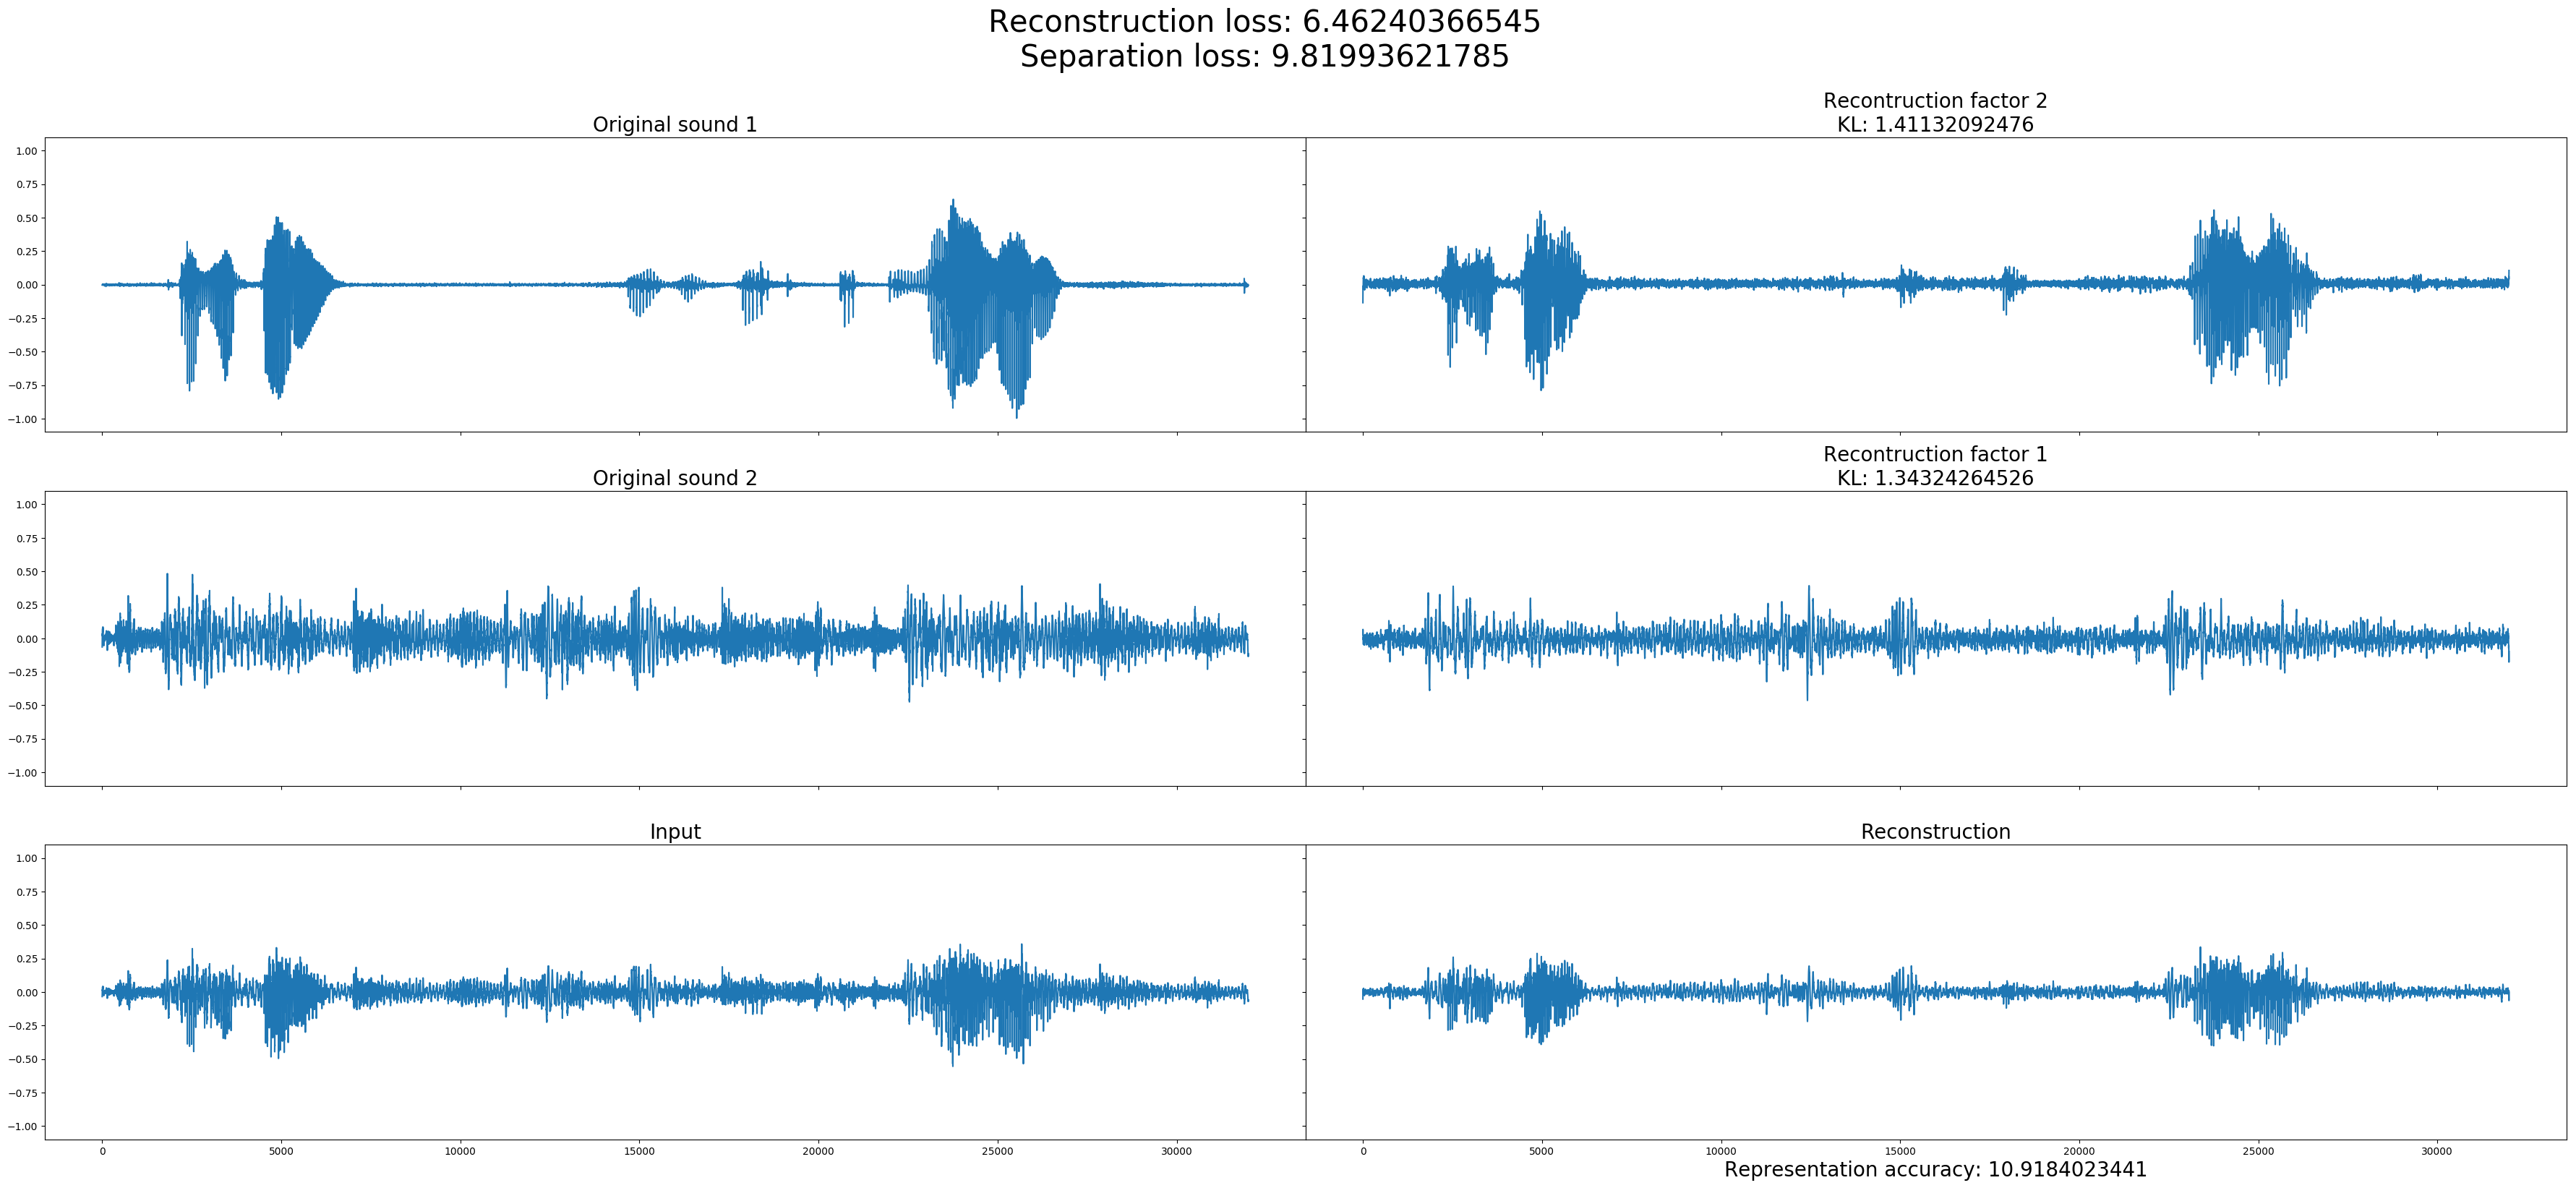 Reconstruction loss: 6.46240366545
Separation loss: 9.81993621785
Original sound 1
Recontruction factor 2
KL: 1.41132092476
1.00
0.75
0.50
0.25
0.00
−0.25
−0.50
−0.75
−1.00
Original sound 2
Recontruction factor 1
KL: 1.34324264526
1.00
0.75
0.50
0.25
0.00
−0.25
−0.50
−0.75
−1.00
Input
Reconstruction
1.00
0.75
0.50
0.25
0.00
−0.25
−0.50
−0.75
−1.00
0 5000 10000 15000 20000 25000 30000
0 5000 10000 15000 20000 25000 30000
Representation accuracy: 10.9184023441